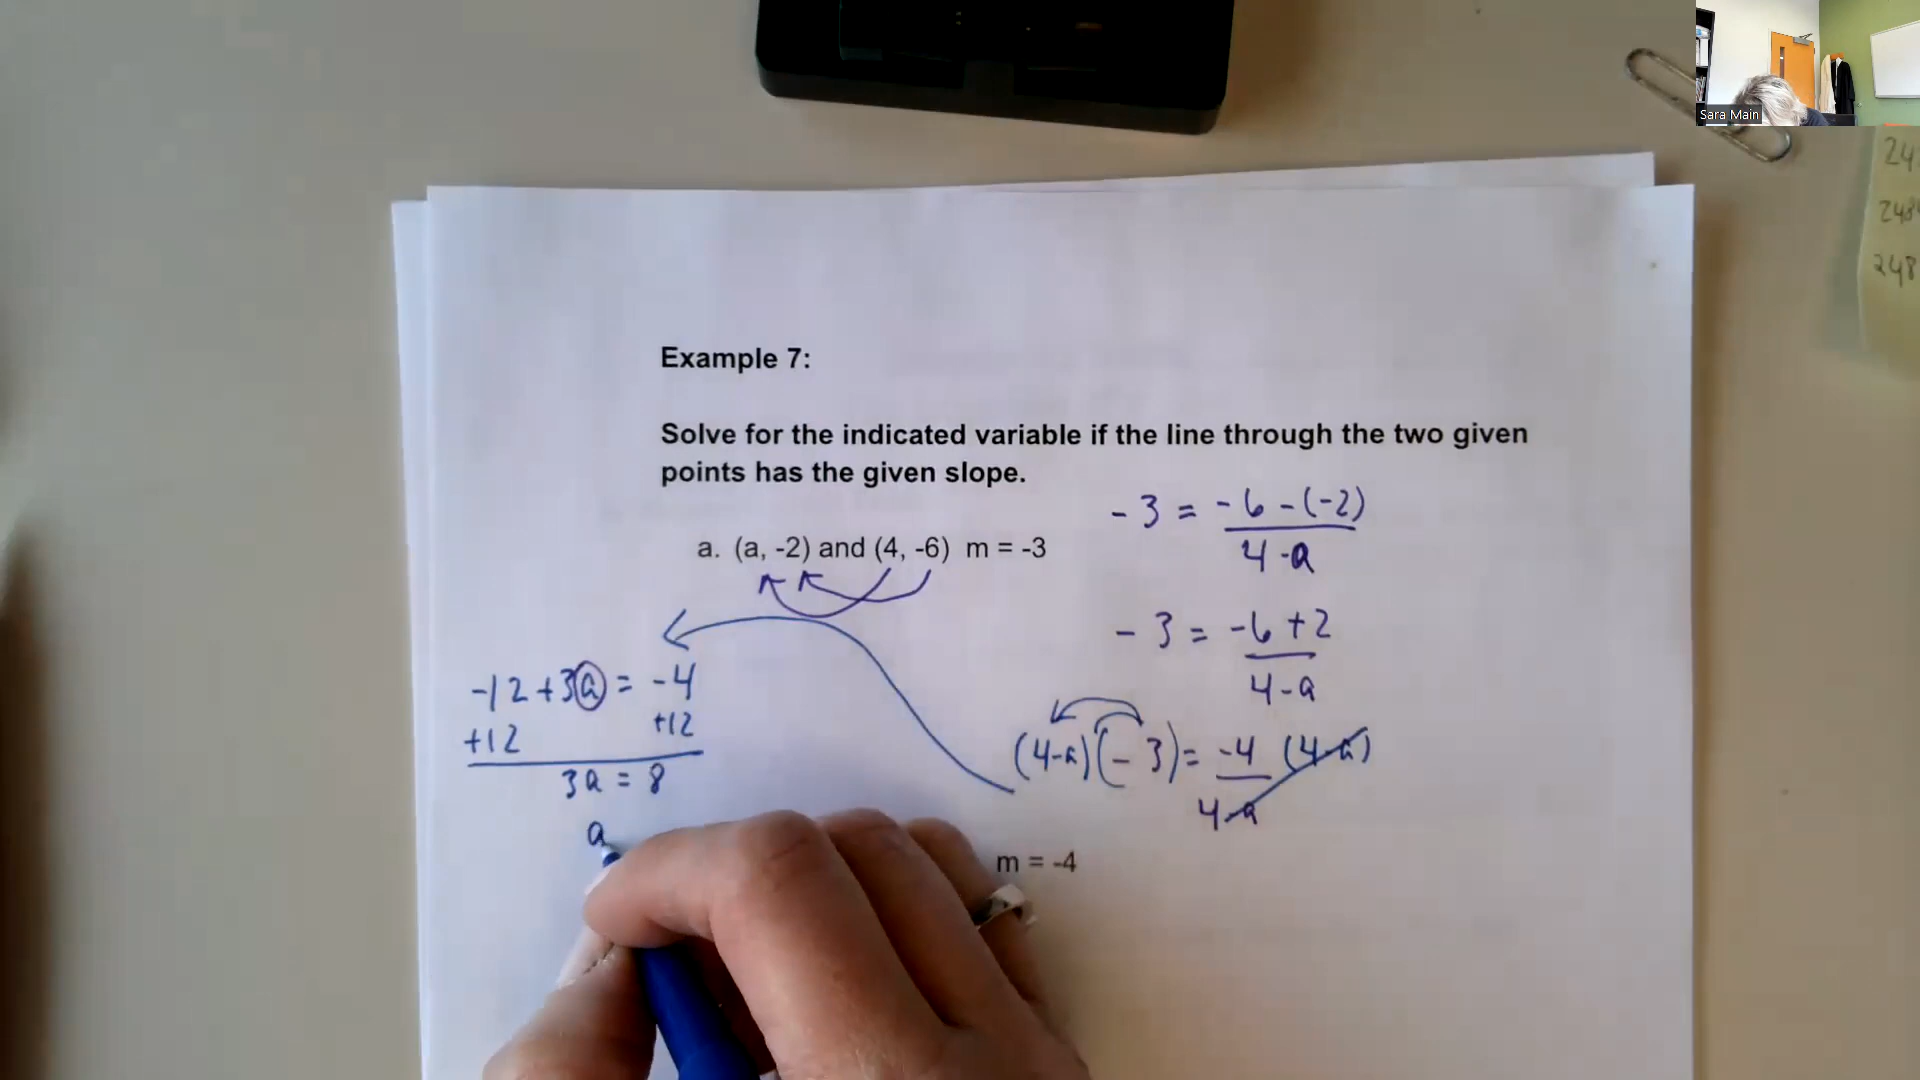 Sara Main
24
248
248
Example 7:
Solve for the indicated variable if the line through the two given
points has the given slope.
a. (a, -2) and (4, -6) m = -3
-3 = -6-(-2)
4-a
-3 = -6+2
4-a
(4-a)(-3) = -4 (4-a)
4-a
-12+3a = -4
+12 +12
3a = 8
a
m = -4